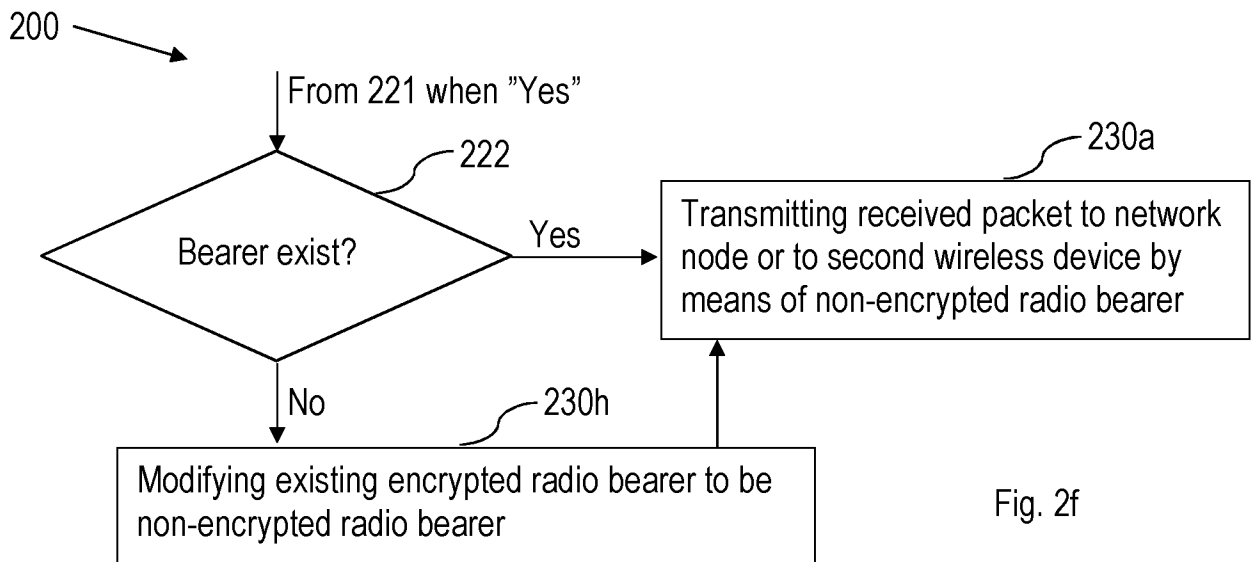 200
From 221 when ”Yes”
222
230a
Bearer exist?
Yes
Transmitting received packet to network
node or to second wireless device by
means of non-encrypted radio bearer
No
230h
Modifying existing encrypted radio bearer to be
non-encrypted radio bearer
Fig. 2f